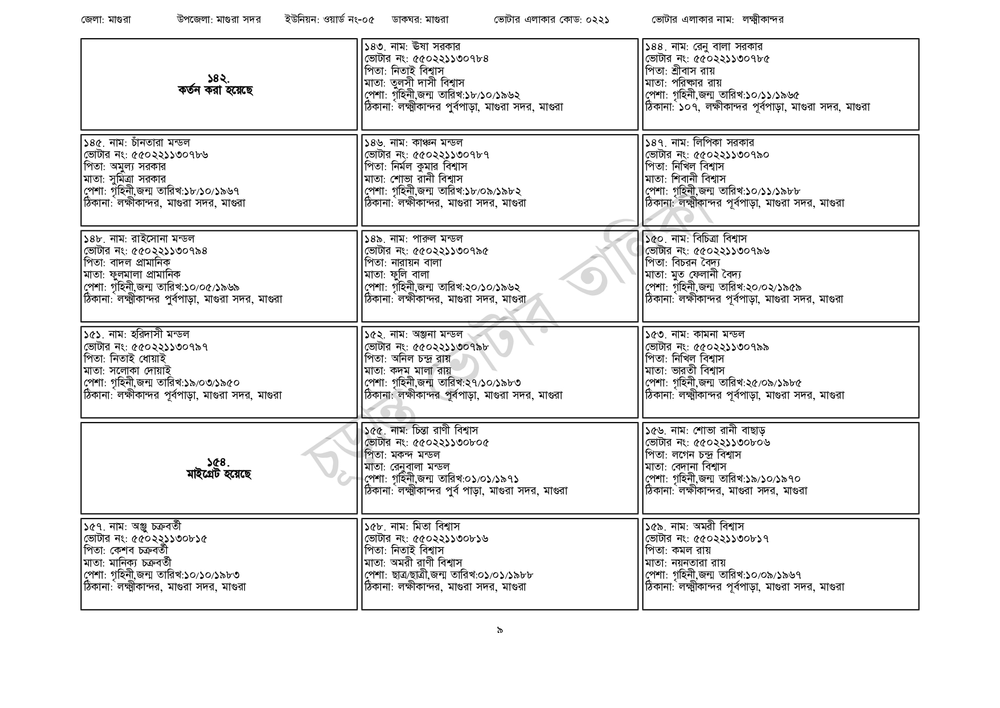 জেলা: মাগুরা উপজেলা: মাগুরা সদর ইউনিয়ন: ওয়ার্ড নং-০৫ ডাকঘর: মাগুরা ভোটার এলাকার কোড: ০২২১ ভোটার এলাকার নাম: লক্ষ্মীকান্দর
১৪২.
কর্তন করা হয়েছে
১৪৩. নাম: ঊষা সরকার
ভোটার নং: ৫৫০২২১১৩০৭৮৪
পিতা: নিতাই বিশ্বাস
মাতা: তুলসী দাসী বিশ্বাস
পেশা: গৃহিনী,জন্ম তারিখ:১৮/১০/১৯৬২
ঠিকানা: লক্ষ্মীকান্দর পুর্বপাড়া, মাগুরা সদর, মাগুরা
১৪৪. নাম: রেনু বালা সরকার
ভোটার নং: ৫৫০২২১১৩০৭৮৫
পিতা: শ্রীবাস রায়
মাতা: পরিষ্কার রায়
পেশা: গৃহিনী,জন্ম তারিখ:১০/১১/১৯৬৫
ঠিকানা: ১০৭, লক্ষীকান্দর পূর্বপাড়া, মাগুরা সদর, মাগুরা
১৪৫. নাম: চাঁনতারা মন্ডল
ভোটার নং: ৫৫০২২১১৩০৭৮৬
পিতা: অমুল্য সরকার
মাতা: সুমিত্রা সরকার
পেশা: গৃহিনী,জন্ম তারিখ:১৮/১০/১৯৬৭
ঠিকানা: লক্ষীকান্দর, মাগুরা সদর, মাগুরা
১৪৬. নাম: কাঞ্চন মন্ডল
ভোটার নং: ৫৫০২২১১৩০৭৮৭
পিতা: নির্মল কুমার বিশ্বাস
মাতা: শোভা রানী বিশ্বাস
পেশা: গৃহিনী,জন্ম তারিখ:১৮/০৯/১৯৮২
ঠিকানা: লক্ষীকান্দর, মাগুরা সদর, মাগুরা
১৪৭. নাম: লিপিকা সরকার
ভোটার নং: ৫৫০২২১১৩০৭৯০
পিতা: নিখিল বিশ্বাস
মাতা: শিবানী বিশ্বাস
পেশা: গৃহিনী,জন্ম তারিখ:১০/১১/১৯৮৮
ঠিকানা: লক্ষ্মীকান্দর পূর্বপাড়া, মাগুরা সদর, মাগুরা
১৪৮. নাম: রাইসোনা মন্ডল
ভোটার নং: ৫৫০২২১১৩০৭৯৪
পিতা: বাদল প্রামানিক
মাতা: ফুলমালা প্রামানিক
পেশা: গৃহিনী,জন্ম তারিখ:১০/০৫/১৯৬৯
ঠিকানা: লক্ষ্মীকান্দর পুর্বপাড়া, মাগুরা সদর, মাগুরা
১৪৯. নাম: পারুল মন্ডল
ভোটার নং: ৫৫০২২১১৩০৭৯৫
পিতা: নারায়ন বালা
মাতা: ফুলি বালা
পেশা: গৃহিনী,জন্ম তারিখ:২০/১০/১৯৬২
ঠিকানা: লক্ষীকান্দর, মাগুরা সদর, মাগুরা
১৫০. নাম: বিচিত্রা বিশ্বাস
ভোটার নং: ৫৫০২২১১৩০৭৯৬
পিতা: বিচরন বৈদ্য
মাতা: মুত ফেলানী বৈদ্য
পেশা: গৃহিনী,জন্ম তারিখ:২০/০২/১৯৫৯
ঠিকানা: লক্ষীকান্দর পূর্বপাড়া, মাগুরা সদর, মাগুরা
১৫১. নাম: হরিদাসী মন্ডল
ভোটার নং: ৫৫০২২১১৩০৭৯৭
পিতা: নিতাই ধোয়াই
মাতা: সলোকা দোয়াই
পেশা: গৃহিনী,জন্ম তারিখ:১৯/০৩/১৯৫০
ঠিকানা: লক্ষীকান্দর পূর্বপাড়া, মাগুরা সদর, মাগুরা
১৫২. নাম: অঞ্জনা মন্ডল
ভোটার নং: ৫৫০২২১১৩০৭৯৮
পিতা: অনিল চন্দ্র রায়
মাতা: কদম মালা রায়
পেশা: গৃহিনী,জন্ম তারিখ:২৭/১০/১৯৮৩
ঠিকানা: লক্ষীকান্দর পূর্বপাড়া, মাগুরা সদর, মাগুরা
১৫৩. নাম: কামনা মন্ডল
ভোটার নং: ৫৫০২২১১৩০৭৯৯
পিতা: নিখিল বিশ্বাস
মাতা: ভারতী বিশ্বাস
পেশা: গৃহিনী,জন্ম তারিখ:২৫/০৯/১৯৮৫
ঠিকানা: লক্ষ্মীকান্দর পূর্বপাড়া, মাগুরা সদর, মাগুরা
১৫৪.
মাইগ্রেট হয়েছে
১৫৫. নাম: চিন্তা রাণী বিশ্বাস
ভোটার নং: ৫৫০২২১১৩০৮০৫
পিতা: মকন্দ মন্ডল
মাতা: রেনুবালা মন্ডল
পেশা: গৃহিনী,জন্ম তারিখ:০১/০১/১৯৭১
ঠিকানা: লক্ষ্মীকান্দর পুর্ব পাড়া, মাগুরা সদর, মাগুরা
১৫৬. নাম: শোভা রানী বাছাড়
ভোটার নং: ৫৫০২২১১৩০৮০৬
পিতা: লগেন চন্দ্র বিশ্বাস
মাতা: বেদানা বিশ্বাস
পেশা: গৃহিনী,জন্ম তারিখ:১৯/১০/১৯৭০
ঠিকানা: লক্ষীকান্দর, মাগুরা সদর, মাগুরা
১৫৭. নাম: অঞ্জু চক্রবর্তী
ভোটার নং: ৫৫০২২১১৩০৮১৫
পিতা: কেশব চক্রবর্তী
মাতা: মানিক্য চক্রবর্তী
পেশা: গৃহিনী,জন্ম তারিখ:১০/১০/১৯৮৩
ঠিকানা: লক্ষ্মীকান্দর, মাগুরা সদর, মাগুরা
১৫৮. নাম: মিতা বিশ্বাস
ভোটার নং: ৫৫০২২১১৩০৮১৬
পিতা: নিতাই বিশ্বাস
মাতা: অমরী রাণী বিশ্বাস
পেশা: ছাত্র/ছাত্রী,জন্ম তারিখ:০১/০১/১৯৮৮
ঠিকানা: লক্ষীকান্দর, মাগুরা সদর, মাগুরা
১৫৯. নাম: অমরী বিশ্বাস
ভোটার নং: ৫৫০২২১১৩০৮১৭
পিতা: কমল রায়
মাতা: নয়নতারা রায়
পেশা: গৃহিনী,জন্ম তারিখ:১০/০৯/১৯৬৭
ঠিকানা: লক্ষ্মীকান্দর পূর্বপাড়া, মাগুরা সদর, মাগুরা
চূড়ান্ত ভোটার তালিকা
৯